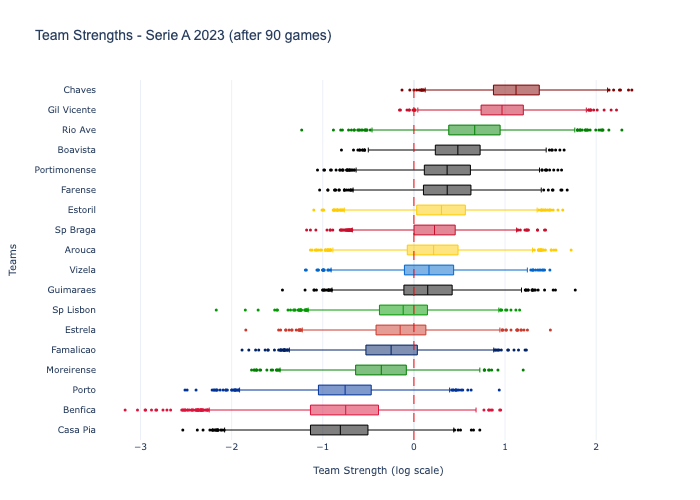 Team Strengths - Serie A 2023 (after 90 games)
Chaves
Gil Vicente
Rio Ave
Boavista
Portimonense
Farense
Estoril
Sp Braga
Arouca
Vizela
Guimaraes
Sp Lisbon
Estrela
Famalicao
Moreirense
Porto
Benfica
Casa Pia
Teams
−3 −2 −1 0 1 2
Team Strength (log scale)